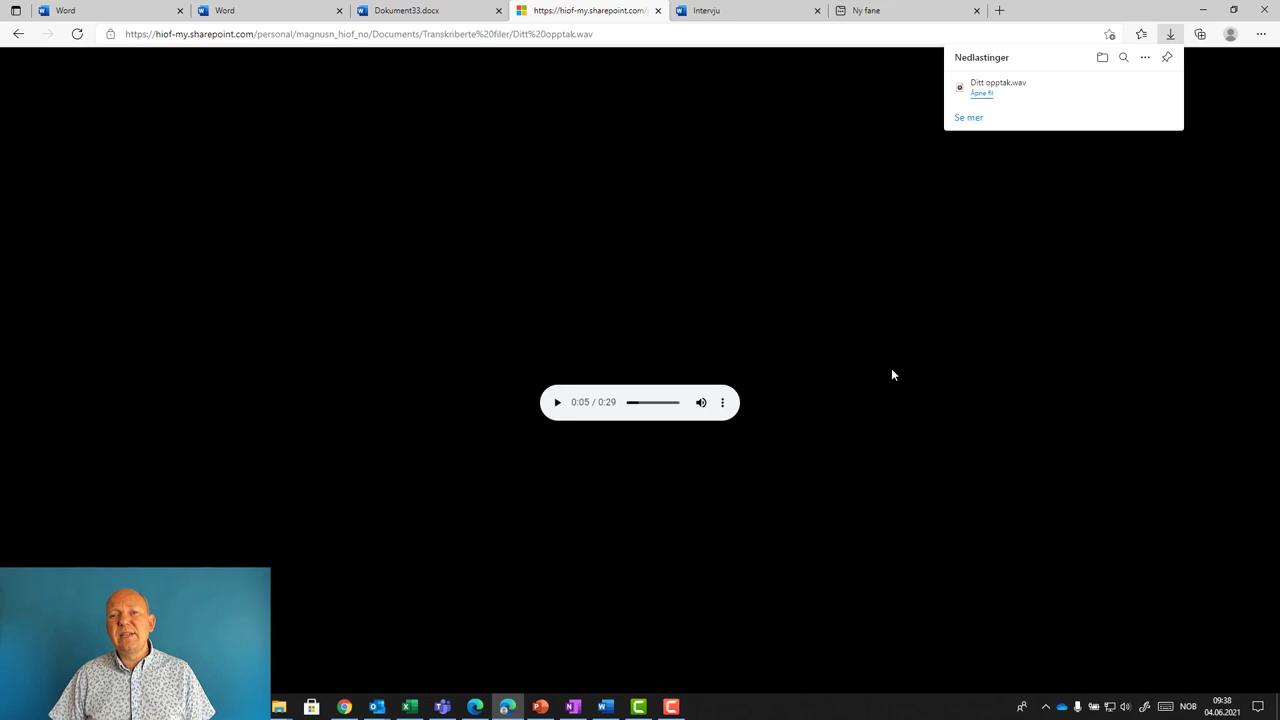 Word
Word
Dokument33.docx
https://hiof-my.sharepoint.com/
Intervju
Ny fane
https://hiof-my.sharepoint.com/personal/magnusn_hiof_no/Documents/Transkriberte%20filer/Ditt%20opptak.wav
Nedlastinger
Ditt opptak.wav
Åpne fil
Se mer
0:05 / 0:29
09:38
NOB
04.06.2021